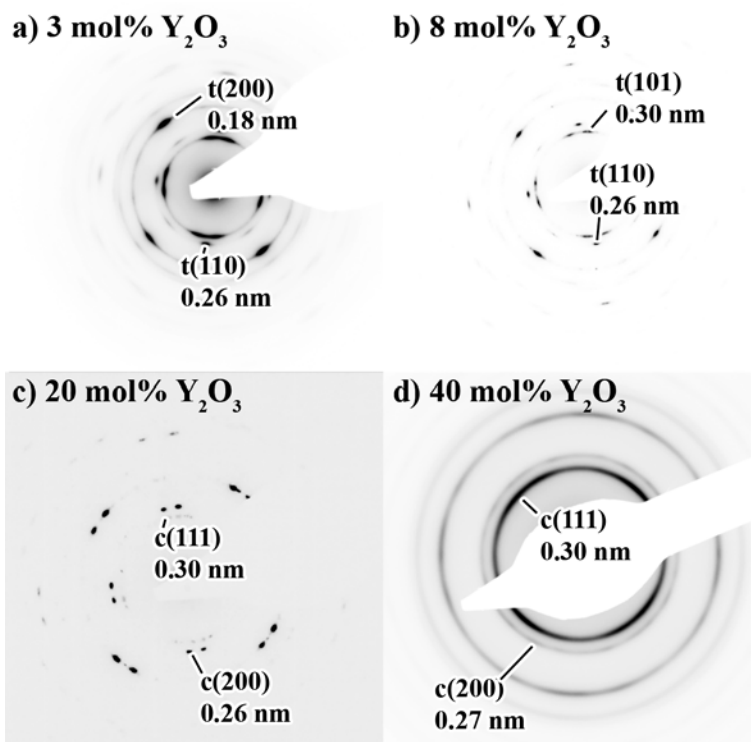 a) 3 mol% Y₂O₃
t(200)
0.18 nm
t(110)
0.26 nm
b) 8 mol% Y₂O₃
t(101)
0.30 nm
t(110)
0.26 nm
c) 20 mol% Y₂O₃
c(111)
0.30 nm
c(200)
0.26 nm
d) 40 mol% Y₂O₃
c(111)
0.30 nm
c(200)
0.27 nm